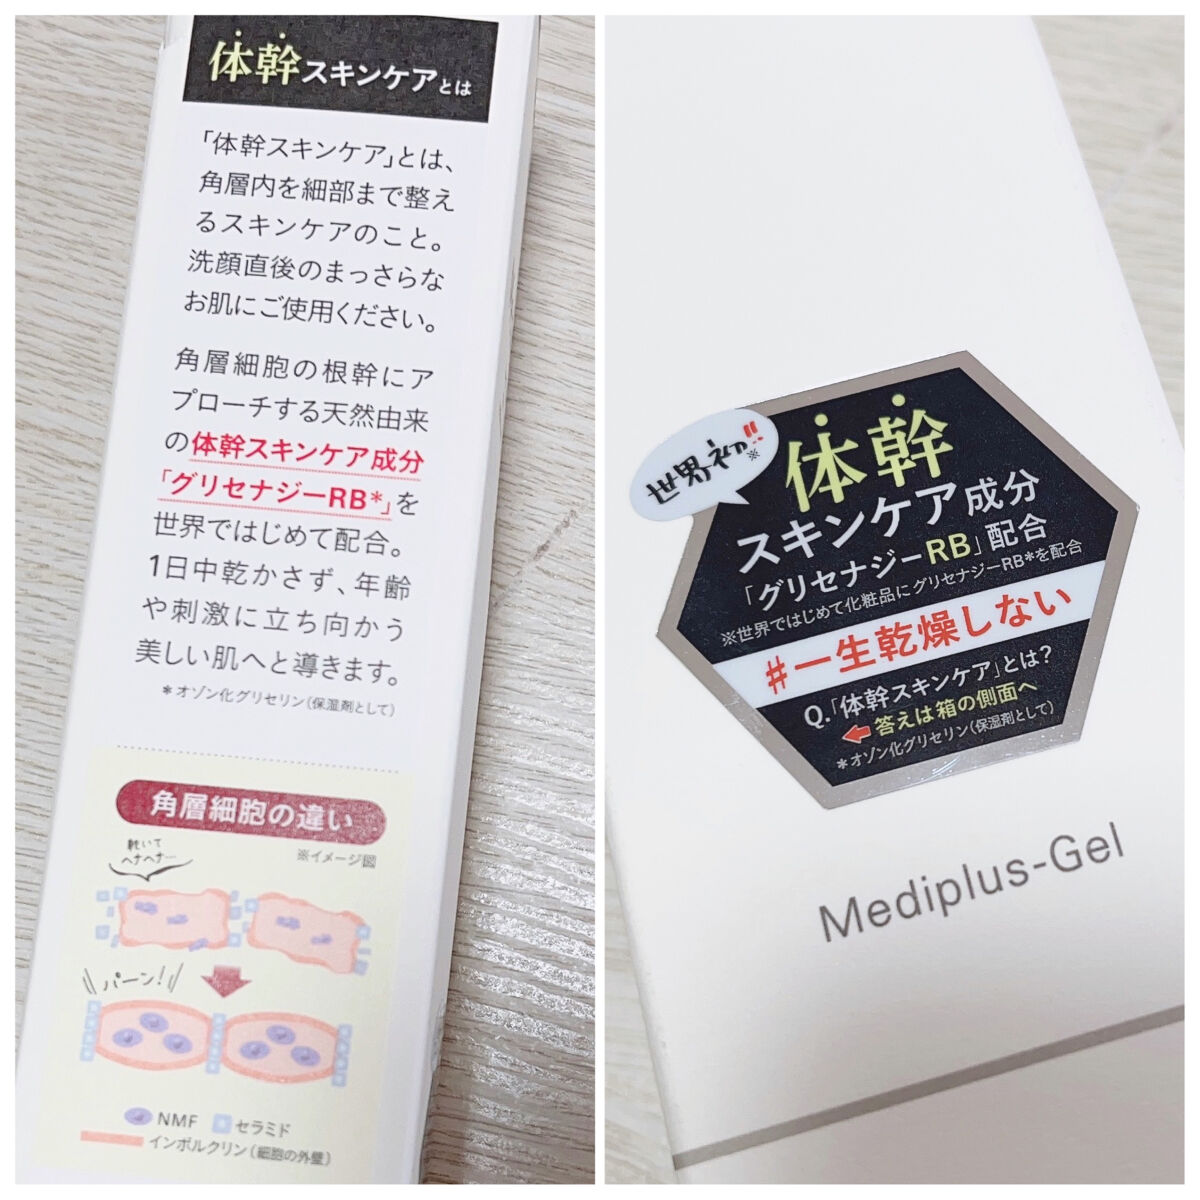 体幹スキンケアとは
「体幹スキンケア」とは、
角層内を細部まで整え
るスキンケアのこと。
洗顔直後のまっさらな
お肌にご使用ください。
角層細胞の根幹にア
プローチする天然由来
の体幹スキンケア成分
「グリセナジーRB*」を
世界ではじめて配合。
1日中乾かさず、年齢
や刺激に立ち向かう
美しい肌へと導きます。
*オゾン化グリセリン(保湿剤として)
角層細胞の違い
※イメージ図
乾いて
ヘナヘナ…
パーン!
NMF セラミド
インボルクリン(細胞の外壁)
世界初!!※
体幹
スキンケア成分
「グリセナジーRB」配合
※世界ではじめて化粧品にグリセナジーRB*を配合
#一生乾燥しない
Q.「体幹スキンケア」とは?
答えは箱の側面へ
*オゾン化グリセリン(保湿剤として)
Mediplus-Gel